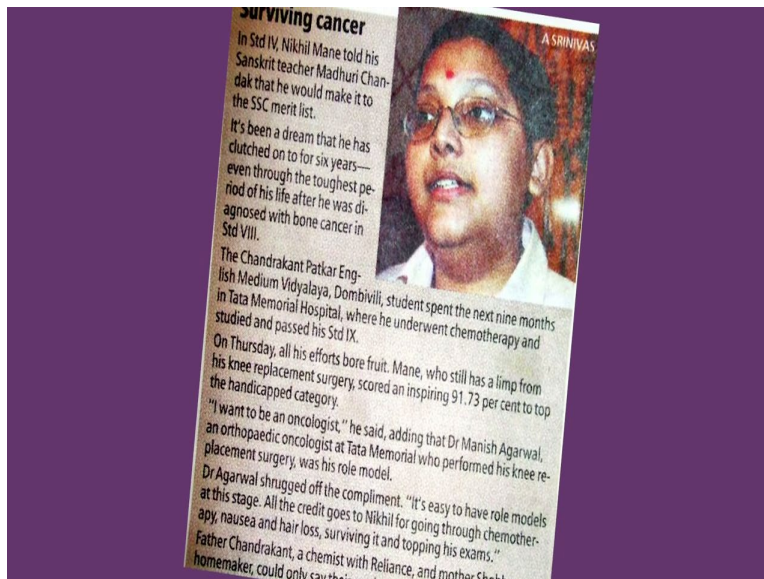 Surviving cancer
A SRINIVAS
In Std IV, Nikhil Mane told his
Sanskrit teacher Madhuri Chan-
dak that he would make it to
the SSC merit list.
It's been a dream that he has
clutched on to for six years—
even through the toughest pe-
riod of his life after he was di-
agnosed with bone cancer in
Std VIII.
The Chandrakant Patkar Eng-
lish Medium Vidyalaya, Dombivili, student spent the next nine months
in Tata Memorial Hospital, where he underwent chemotherapy and
studied and passed his Std IX.
On Thursday, all his efforts bore fruit. Mane, who still has a limp from
his knee replacement surgery, scored an inspiring 91.73 per cent to top
the handicapped category.
"I want to be an oncologist," he said, adding that Dr Manish Agarwal,
an orthopaedic oncologist at Tata Memorial who performed his knee re-
placement surgery, was his role model.
Dr Agarwal shrugged off the compliment. "It's easy to have role models
at this stage. All the credit goes to Nikhil for going through chemother-
apy, nausea and hair loss, surviving it and topping his exams."
Father Chandrakant, a chemist with Reliance, and mother
homemaker, could only say